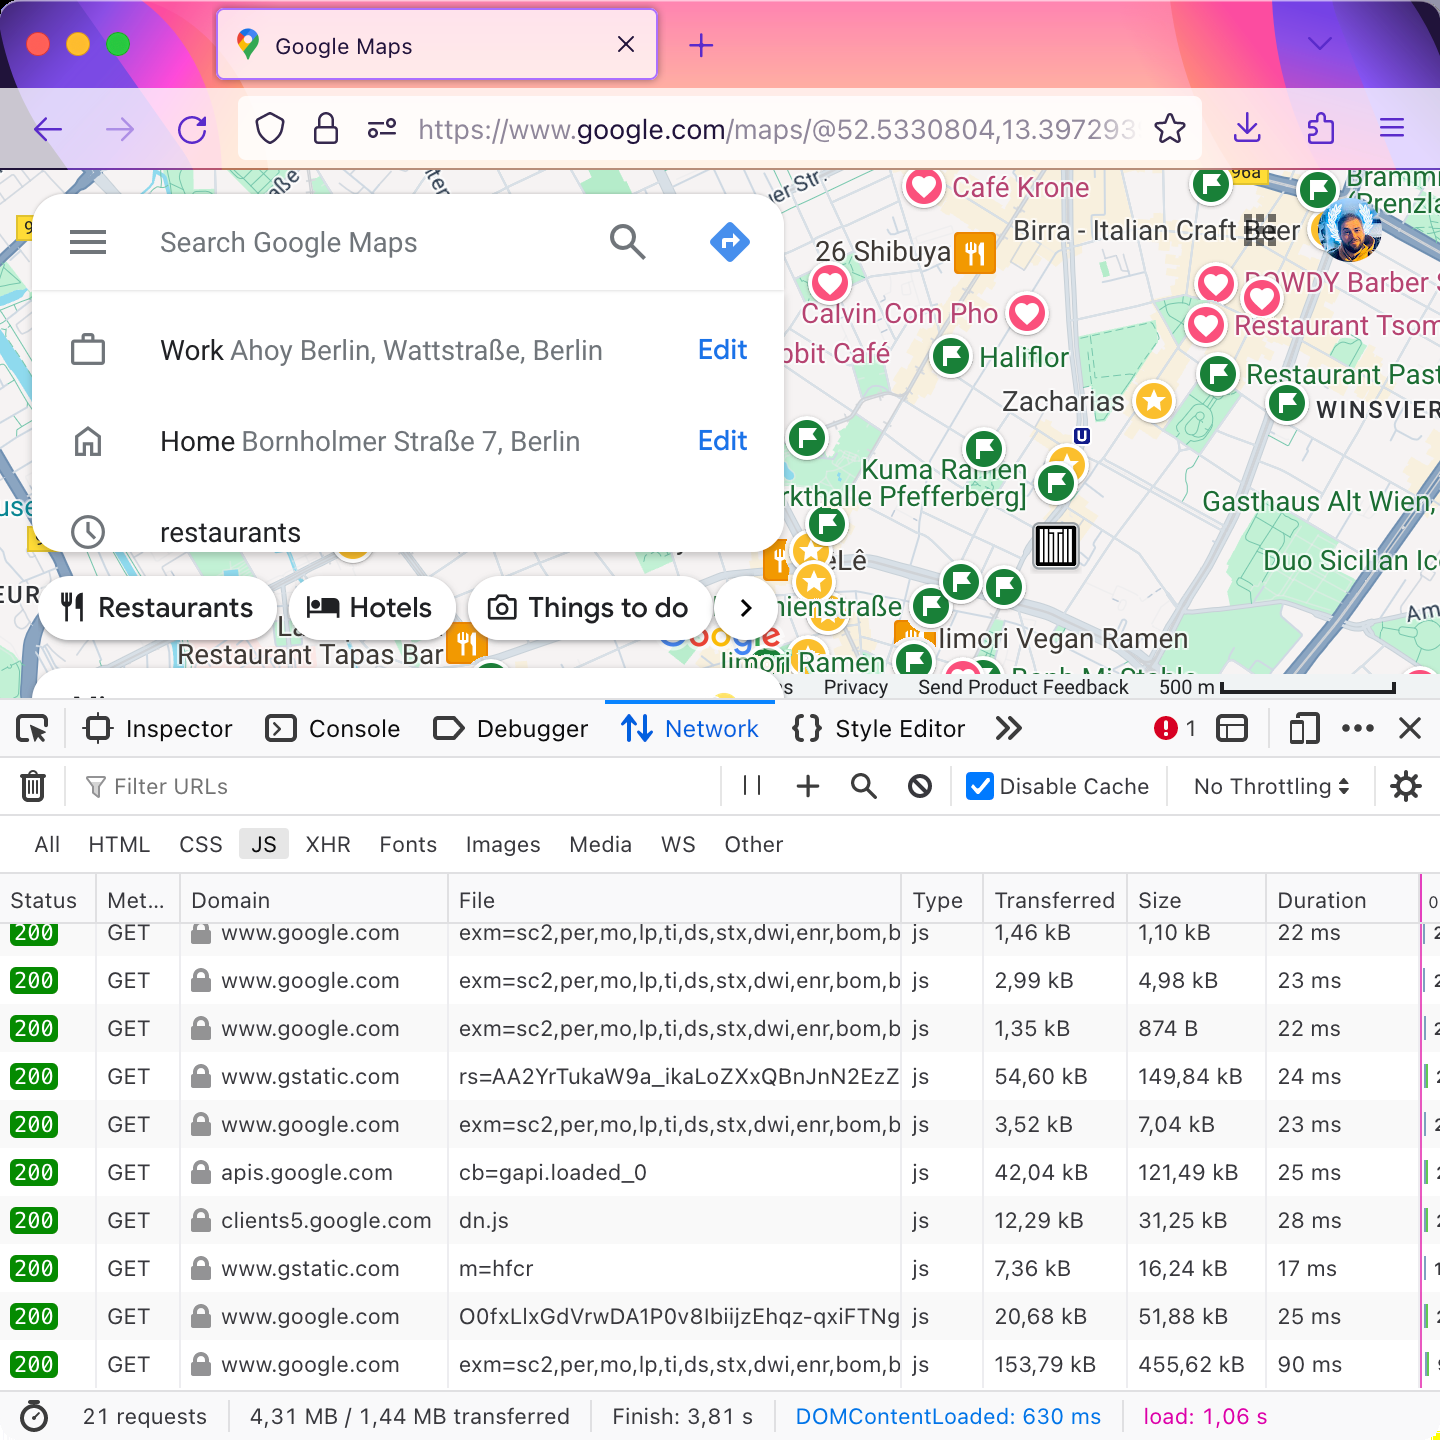 Google Maps
https://www.google.com/maps/@52.5330804,13.397293
Search Google Maps
Work Ahoy Berlin, Wattstraße, Berlin
Edit
Home Bornholmer Straße 7, Berlin
Edit
restaurants
Restaurants
Hotels
Things to do
Restaurant Tapas Bar
Café Krone
96a
Birra - Italian Craft Beer
26 Shibuya
Calvin Com Pho
Café
Haliflor
Zacharias
Barber
Restaurant Tsom
Restaurant Past
WINSVIER
U
Kuma Ramen
Pfefferberg]
Gasthaus Alt Wien,
Duo Sicilian Ic
Iimori Vegan Ramen
Iimori Ramen
Google
Privacy
Send Product Feedback
500 m
Inspector
Console
Debugger
Network
Style Editor
1
Filter URLs
Disable Cache
No Throttling
All
HTML
CSS
JS
XHR
Fonts
Images
Media
WS
Other
Status Met... Domain File Type Transferred Size Duration 0
200 GET www.google.com exm=sc2,per,mo,lp,ti,ds,stx,dwi,enr,bom,b js 1,46 kB 1,10 kB 22 ms
200 GET www.google.com exm=sc2,per,mo,lp,ti,ds,stx,dwi,enr,bom,b js 2,99 kB 4,98 kB 23 ms
200 GET www.google.com exm=sc2,per,mo,lp,ti,ds,stx,dwi,enr,bom,b js 1,35 kB 874 B 22 ms
200 GET www.gstatic.com rs=AA2YrTukaW9a_ikaLoZXxQBnJnN2EzZ js 54,60 kB 149,84 kB 24 ms
200 GET www.google.com exm=sc2,per,mo,lp,ti,ds,stx,dwi,enr,bom,b js 3,52 kB 7,04 kB 23 ms
200 GET apis.google.com cb=gapi.loaded_0 js 42,04 kB 121,49 kB 25 ms
200 GET clients5.google.com dn.js js 12,29 kB 31,25 kB 28 ms
200 GET www.gstatic.com m=hfcr js 7,36 kB 16,24 kB 17 ms
200 GET www.google.com O0fxLlxGdVrwDA1P0v8IbiijzEhqz-qxiFTNg js 20,68 kB 51,88 kB 25 ms
200 GET www.google.com exm=sc2,per,mo,lp,ti,ds,stx,dwi,enr,bom,b js 153,79 kB 455,62 kB 90 ms
21 requests
4,31 MB / 1,44 MB transferred
Finish: 3,81 s
DOMContentLoaded: 630 ms
load: 1,06 s